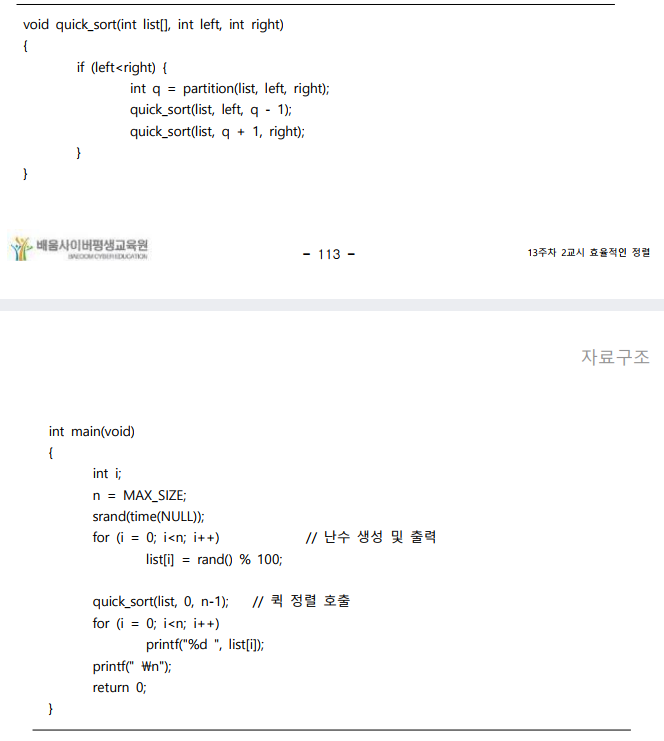 void quick_sort(int list[], int left, int right)
{
if (left<right) {
int q = partition(list, left, right);
quick_sort(list, left, q - 1);
quick_sort(list, q + 1, right);
}
}
배움사이버평생교육원
BAEOOM CYBER EDUCATION
- 113 -
13주차 2교시 효율적인 정렬
자료구조
int main(void)
{
int i;
n = MAX_SIZE;
srand(time(NULL));
for (i = 0; i<n; i++) // 난수 생성 및 출력
list[i] = rand() % 100;
quick_sort(list, 0, n-1); // 퀵 정렬 호출
for (i = 0; i<n; i++)
printf("%d ", list[i]);
printf(" ₩n");
return 0;
}